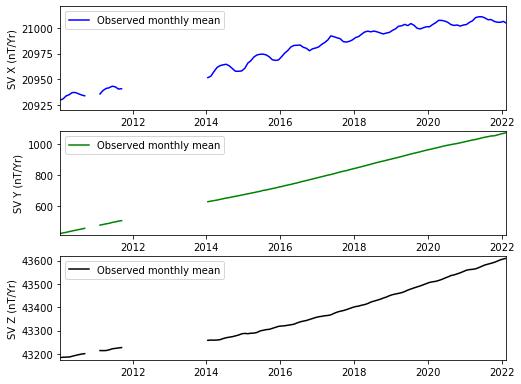 21000
20975
20950
20925
SV X (nT/Yr)
Observed monthly mean
2012 2014 2016 2018 2020 2022
1000
800
600
SV Y (nT/Yr)
Observed monthly mean
2012 2014 2016 2018 2020 2022
43600
43500
43400
43300
43200
SV Z (nT/Yr)
Observed monthly mean
2012 2014 2016 2018 2020 2022